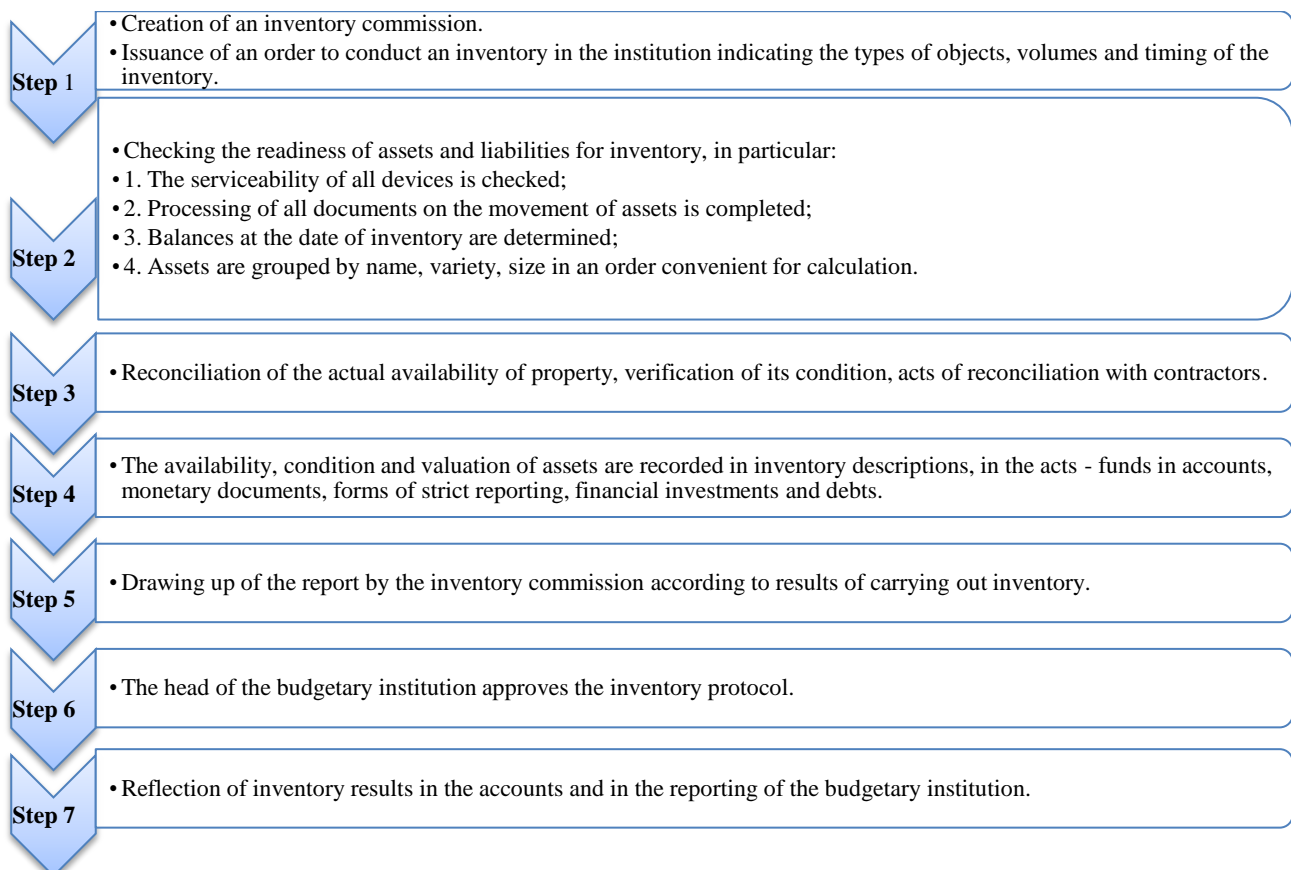 Step 1
• Creation of an inventory commission.
• Issuance of an order to conduct an inventory in the institution indicating the types of objects, volumes and timing of the
inventory.
Step 2
• Checking the readiness of assets and liabilities for inventory, in particular:
• 1. The serviceability of all devices is checked;
• 2. Processing of all documents on the movement of assets is completed;
• 3. Balances at the date of inventory are determined;
• 4. Assets are grouped by name, variety, size in an order convenient for calculation.
Step 3
• Reconciliation of the actual availability of property, verification of its condition, acts of reconciliation with contractors.
Step 4
• The availability, condition and valuation of assets are recorded in inventory descriptions, in the acts - funds in accounts,
monetary documents, forms of strict reporting, financial investments and debts.
Step 5
• Drawing up of the report by the inventory commission according to results of carrying out inventory.
Step 6
• The head of the budgetary institution approves the inventory protocol.
Step 7
• Reflection of inventory results in the accounts and in the reporting of the budgetary institution.